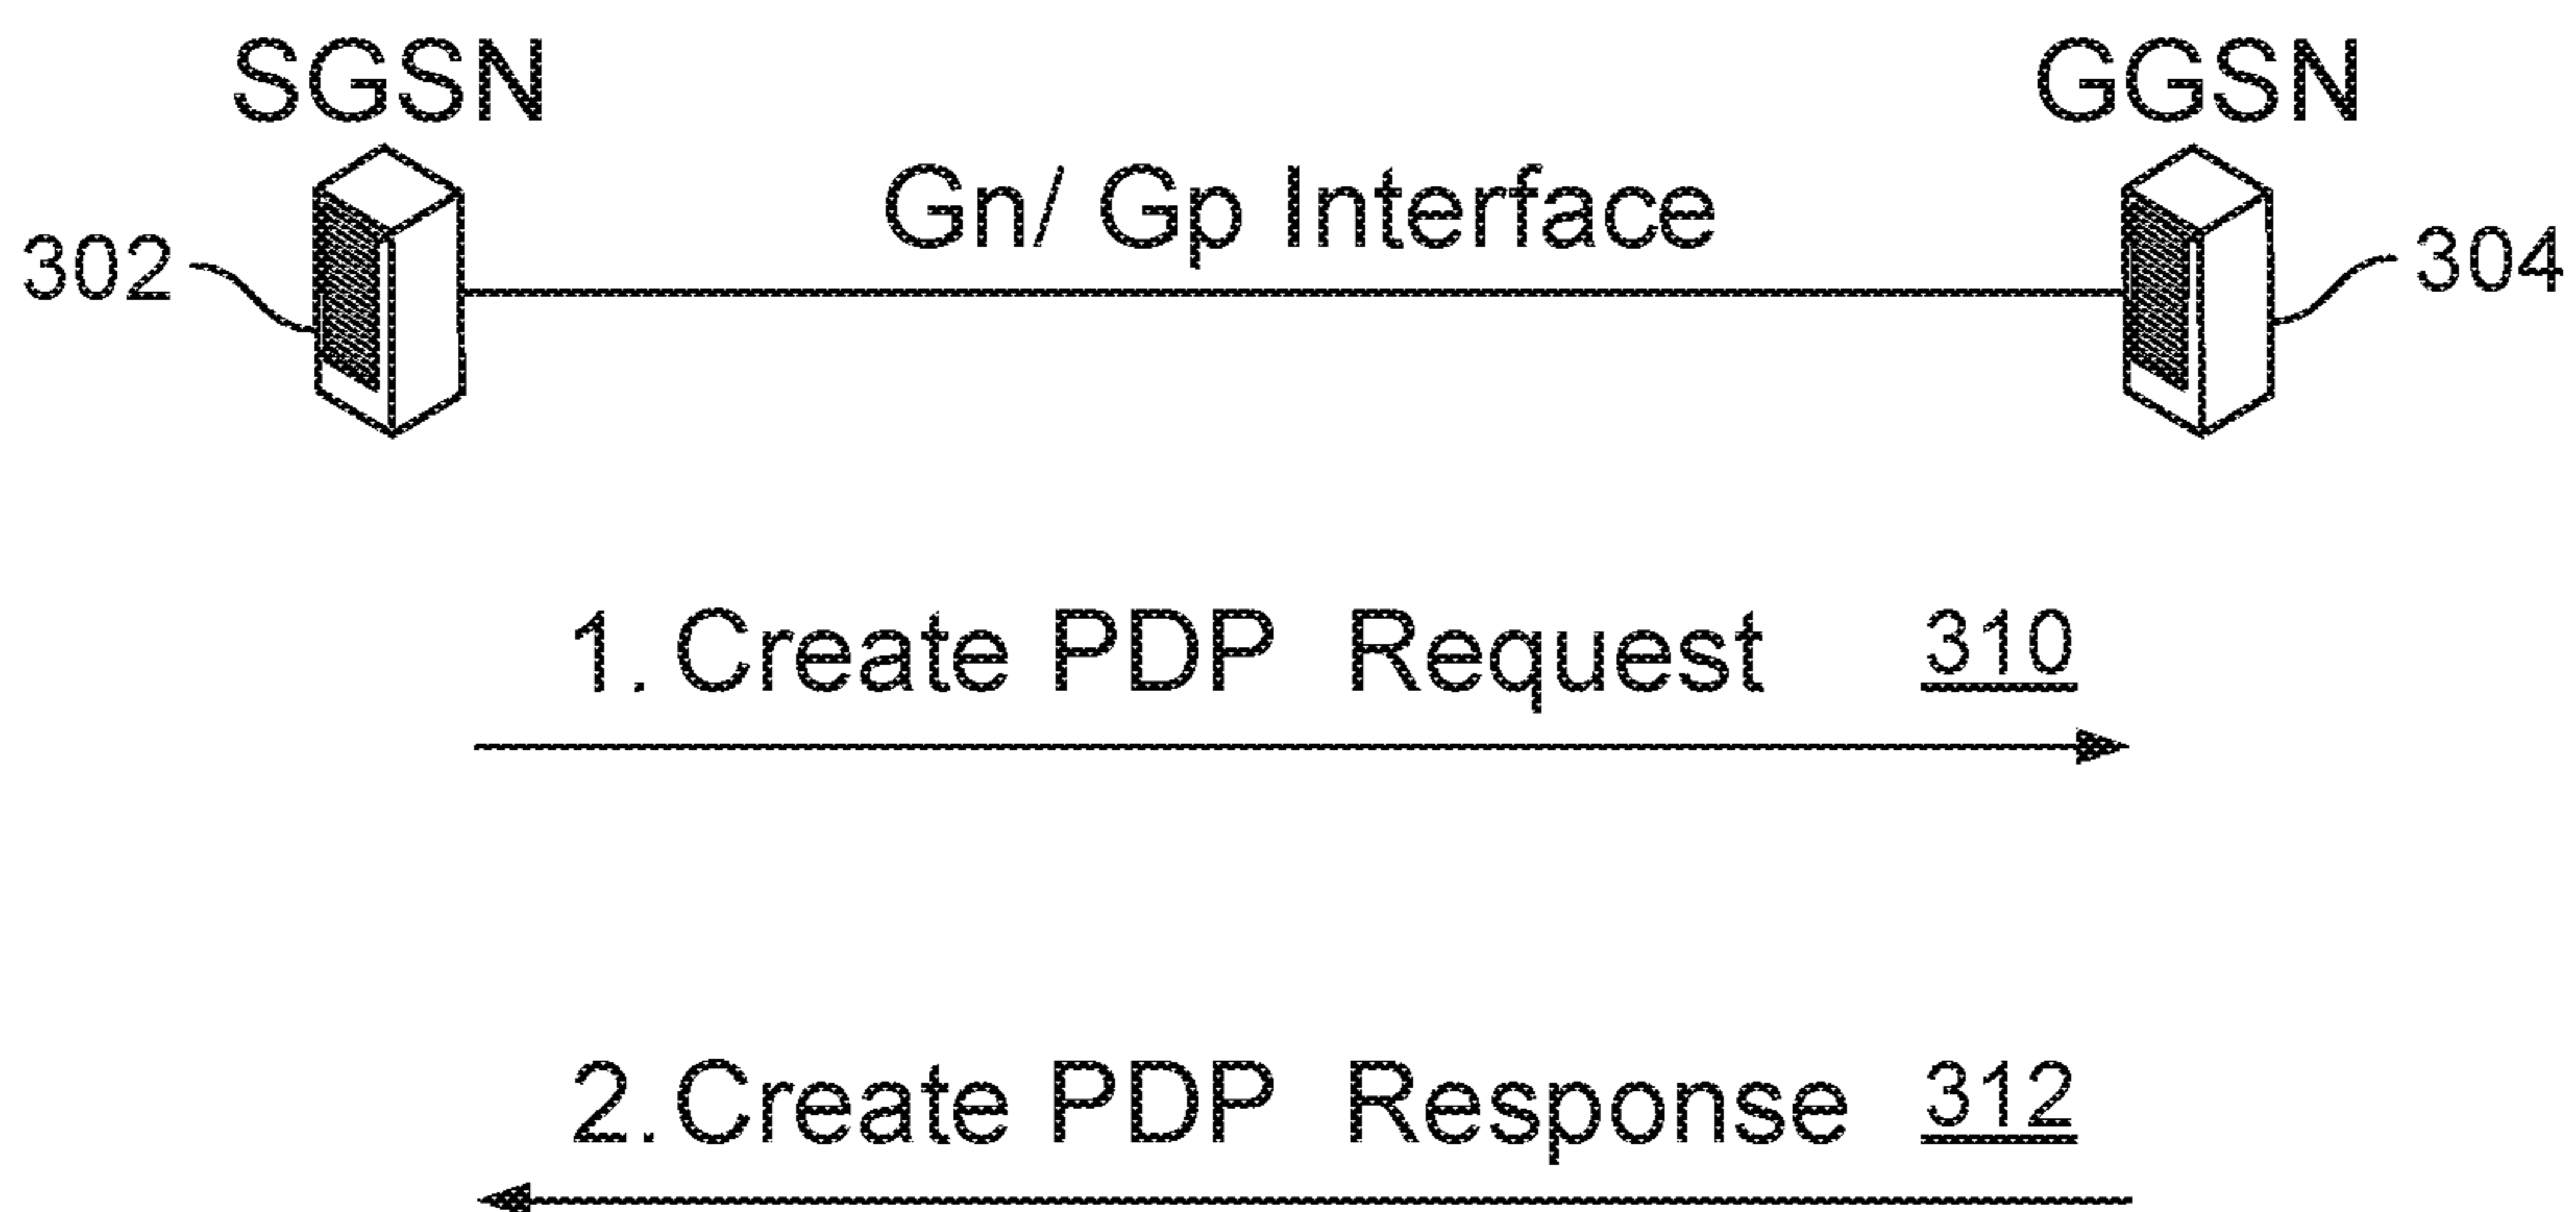 SGSN
GGSN
Gn/ Gp Interface
302
304
1. Create PDP Request 310
2. Create PDP Response 312